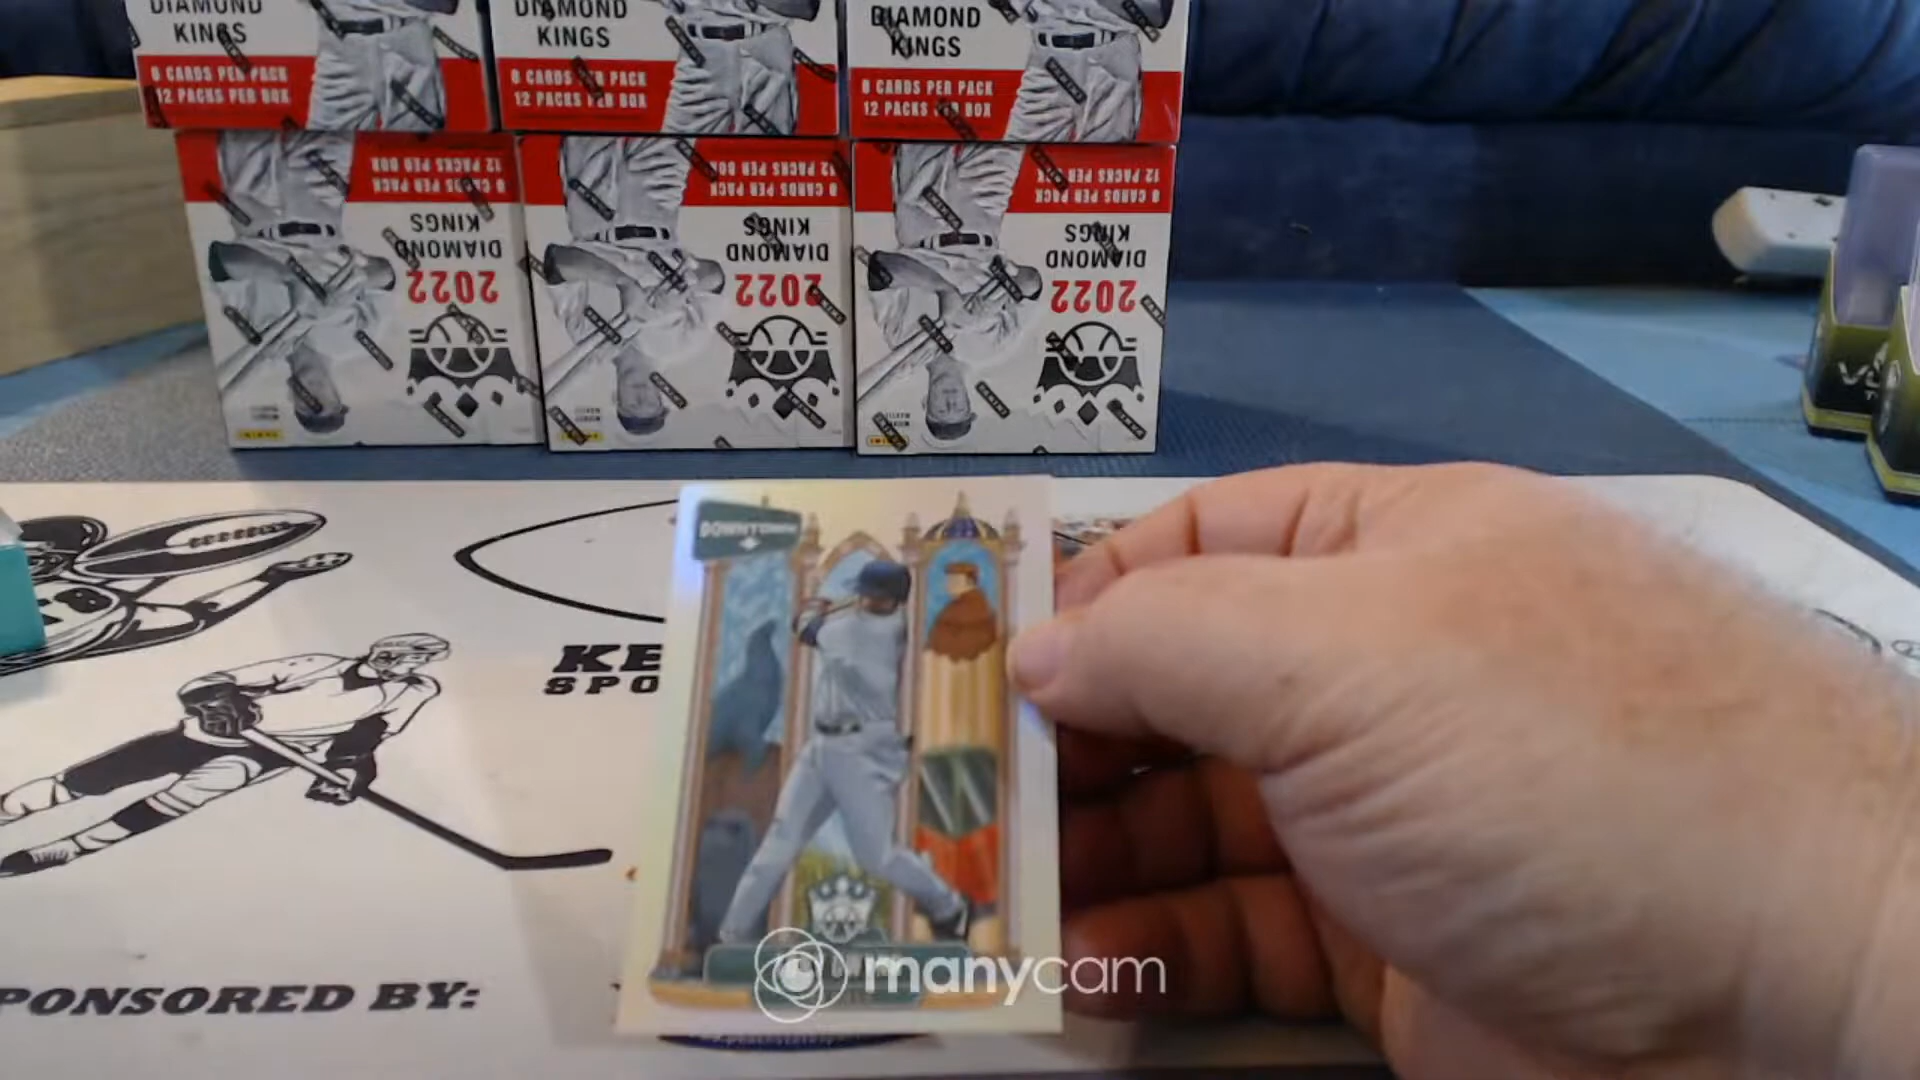 DIAMOND
KINGS
8 CARDS PER PACK
12 PACKS PER BOX
DIAMOND
KINGS
8 CARDS PER PACK
12 PACKS PER BOX
DIAMOND
KINGS
8 CARDS PER PACK
12 PACKS PER BOX
12 PACKS PER BOX
8 CARDS PER PACK
DIAMOND
KINGS
2022
12 PACKS PER BOX
8 CARDS PER PACK
DIAMOND
KINGS
2022
12 PACKS PER BOX
8 CARDS PER PACK
DIAMOND
KINGS
2022
PANINI
DOWNTOWN
KE
SPO
PONSORED BY:
manycam